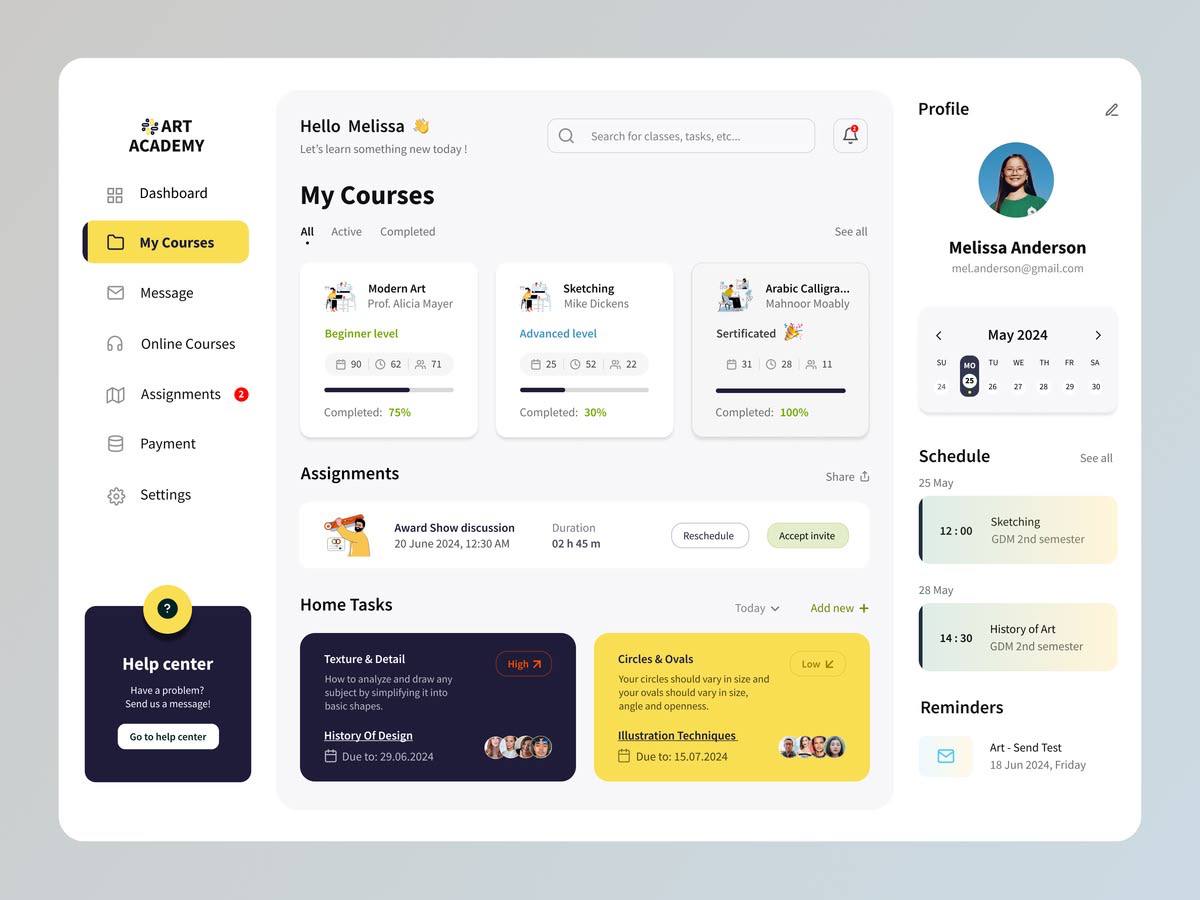 ART
ACADEMY
Dashboard
My Courses
Message
Online Courses
Assignments 2
Payment
Settings
?
Help center
Have a problem?
Send us a message!
Go to help center
Hello Melissa 👋
Let's learn something new today !
Search for classes, tasks, etc...
2
My Courses
All Active Completed
See all
Modern Art
Prof. Alicia Mayer
Beginner level
90 62 71
Completed: 75%
Sketching
Mike Dickens
Advanced level
25 52 22
Completed: 30%
Arabic Calligra...
Mahnoor Moably
Sertificated 🎉
31 28 11
Completed: 100%
Assignments
Share
Award Show discussion
20 June 2024, 12:30 AM
Duration
02 h 45 m
Reschedule
Accept invite
Home Tasks
Today
Add new +
Texture & Detail
High
How to analyze and draw any
subject by simplifying it into
basic shapes.
History Of Design
Due to: 29.06.2024
Circles & Ovals
Low
Your circles should vary in size and
your ovals should vary in size,
angle and openness.
Illustration Techniques
Due to: 15.07.2024
Profile
Melissa Anderson
mel.anderson@gmail.com
May 2024
SU MO TU WE TH FR SA
24 25 26 27 28 29 30
Schedule
See all
25 May
12 : 00
Sketching
GDM 2nd semester
28 May
14 : 30
History of Art
GDM 2nd semester
Reminders
Art - Send Test
18 Jun 2024, Friday